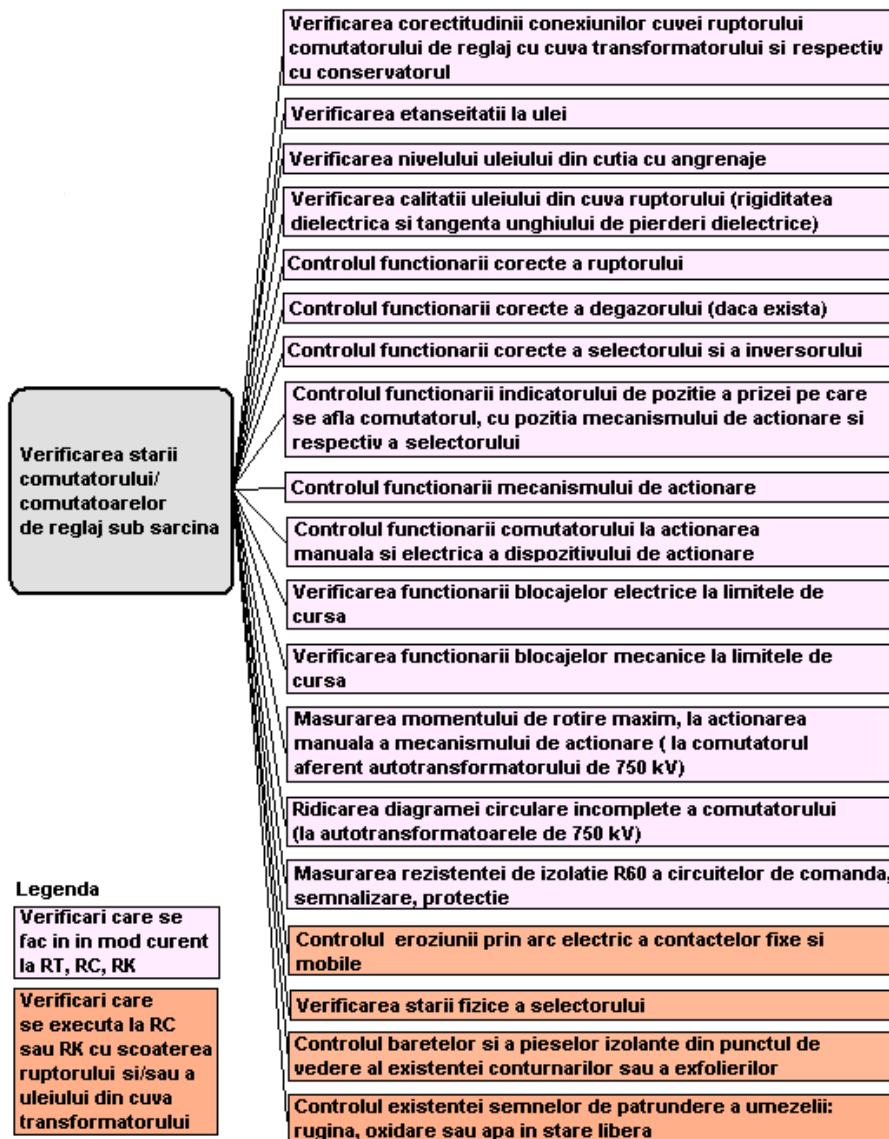 Verificarea corectitudinii conexiunilor cuvei ruptorului
comutatorului de reglaj cu cuva transformatorului si respectiv
cu conservatorul
Verificarea etanseitatii la ulei
Verificarea nivelului uleiului din cutia cu angrenaje
Verificarea calitatii uleiului din cuva ruptorului (rigiditatea
dielectrica si tangenta unghiului de pierderi dielectrice)
Controlul functionarii corecte a ruptorului
Controlul functionarii corecte a degazorului (daca exista)
Controlul functionarii corecte a selectorului si a inversorului
Controlul functionarii indicatorului de pozitie a prizei pe care
se afla comutatorul, cu pozitia mecanismului de actionare si
respectiv a selectorului
Verificarea starii
comutatorului/
comutatoarelor
de reglaj sub sarcina
Controlul functionarii mecanismului de actionare
Controlul functionarii comutatorului la actionarea
manuala si electrica a dispozitivului de actionare
Verificarea functionarii blocajelor electrice la limitele de
cursa
Verificarea functionarii blocajelor mecanice la limitele de
cursa
Masurarea momentului de rotire maxim, la actionarea
manuala a mecanismului de actionare ( la comutatorul
aferent autotransformatorului de 750 kV)
Ridicarea diagramei circulare incomplete a comutatorului
(la autotransformatoarele de 750 kV)
Masurarea rezistentei de izolatie R60 a circuitelor de comanda,
semnalizare, protectie
Controlul eroziunii prin arc electric a contactelor fixe si
mobile
Verificarea starii fizice a selectorului
Controlul baretelor si a pieselor izolante din punctul de
vedere al existentei conturnarilor sau a exfolierilor
Controlul existentei semnelor de patrundere a umezelii:
rugina, oxidare sau apa in stare libera
Legenda
Verificari care se
fac in in mod curent
la RT, RC, RK
Verificari care
se executa la RC
sau RK cu scoaterea
ruptorului si/sau a
uleiului din cuva
transformatorului